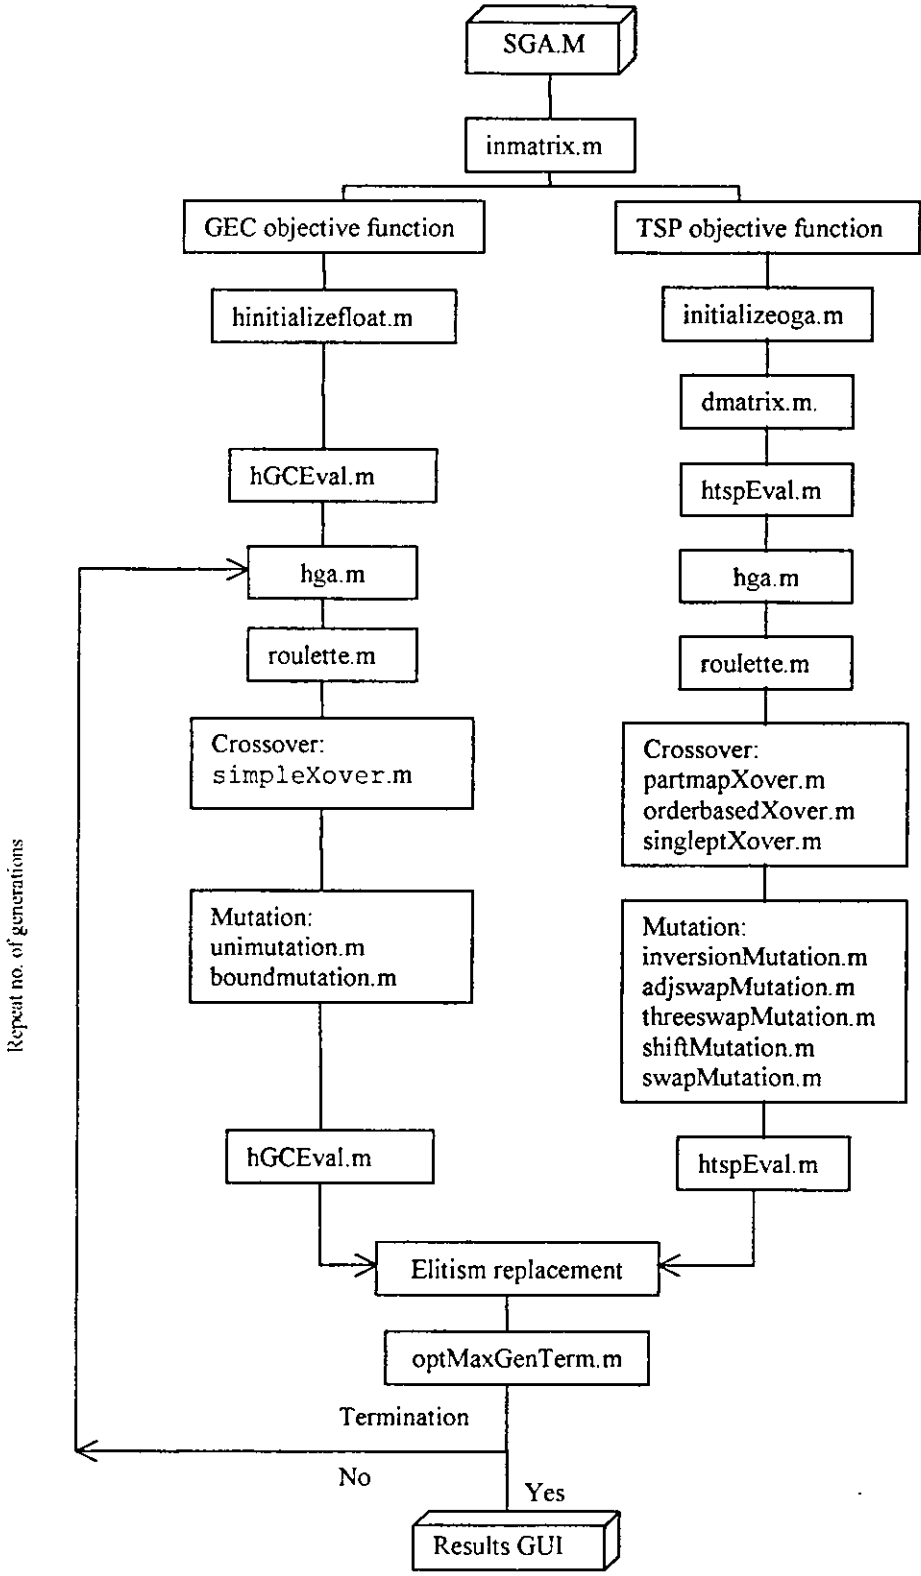 SGA.M
inmatrix.m
GEC objective function
TSP objective function
hinitializefloat.m
initializeoga.m
dmatrix.m.
hGCEval.m
htspEval.m
hga.m
hga.m
roulette.m
roulette.m
Crossover:
simpleXover.m
Crossover:
partmapXover.m
orderbasedXover.m
singleptXover.m
Mutation:
unimutation.m
boundmutation.m
Mutation:
inversionMutation.m
adjswapMutation.m
threeswapMutation.m
shiftMutation.m
swapMutation.m
Repeat no. of generations
hGCEval.m
htspEval.m
Elitism replacement
optMaxGenTerm.m
Termination
No
Yes
Results GUI